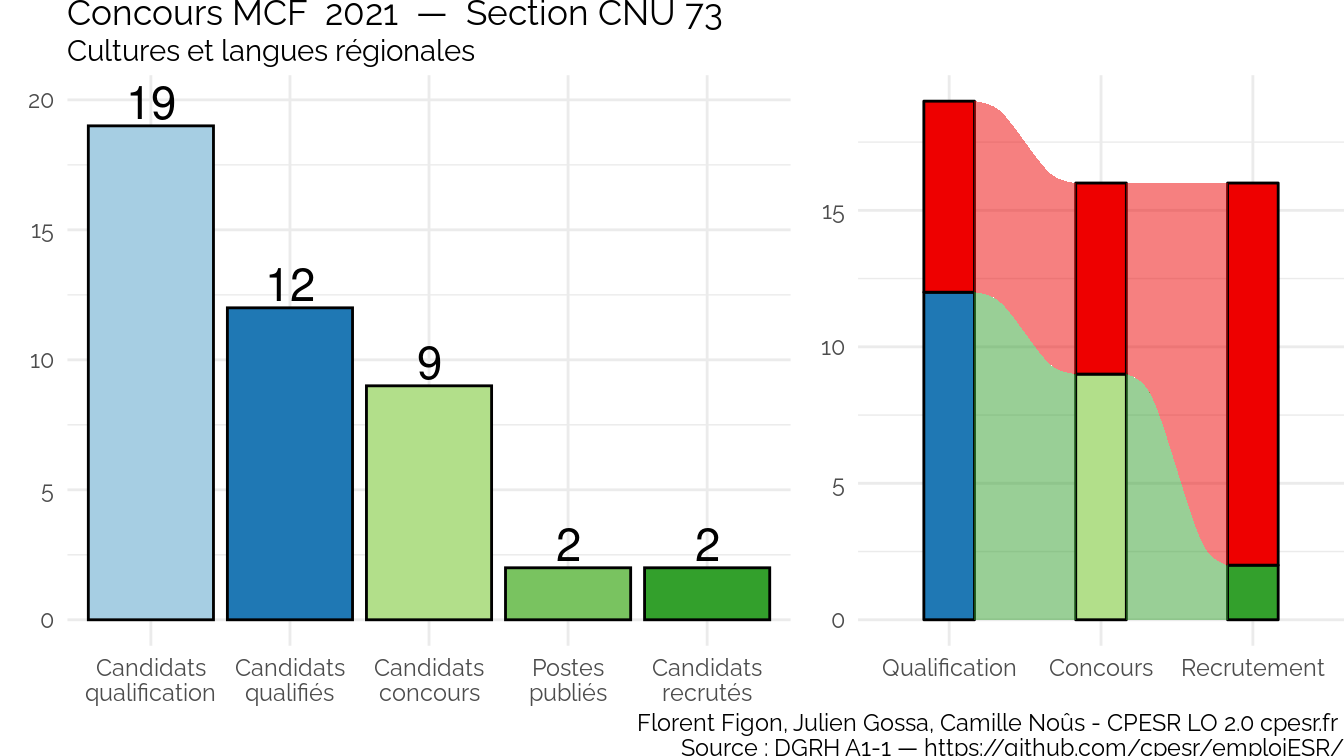 Concours MCF 2021 — Section CNU 73
Cultures et langues régionales
20
15
10
5
0
19
12
9
2
2
Candidats qualification
Candidats qualifiés
Candidats concours
Postes publiés
Candidats recrutés
15
10
5
0
Qualification
Concours
Recrutement
Florent Figon, Julien Gossa, Camille Noûs - CPESR LO 2.0 cpesr.fr
Source : DGRH A1-1 — https://github.com/cpesr/emploiESR/